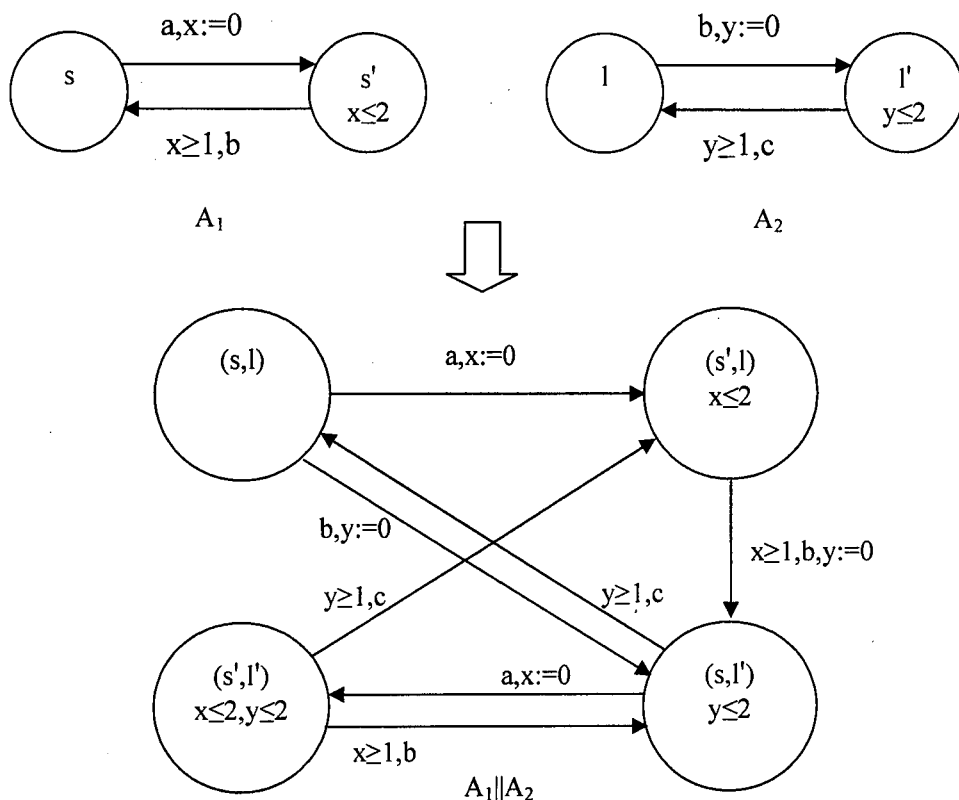 a,x:=0
b,y:=0
s
s'
x≤2
l
l'
y≤2
x≥1,b
y≥1,c
A₁
A₂
(s,l)
a,x:=0
(s',l)
x≤2
b,y:=0
x≥1,b,y:=0
y≥1,c
y≥1,c
(s',l')
x≤2,y≤2
a,x:=0
(s,l')
y≤2
x≥1,b
A₁||A₂